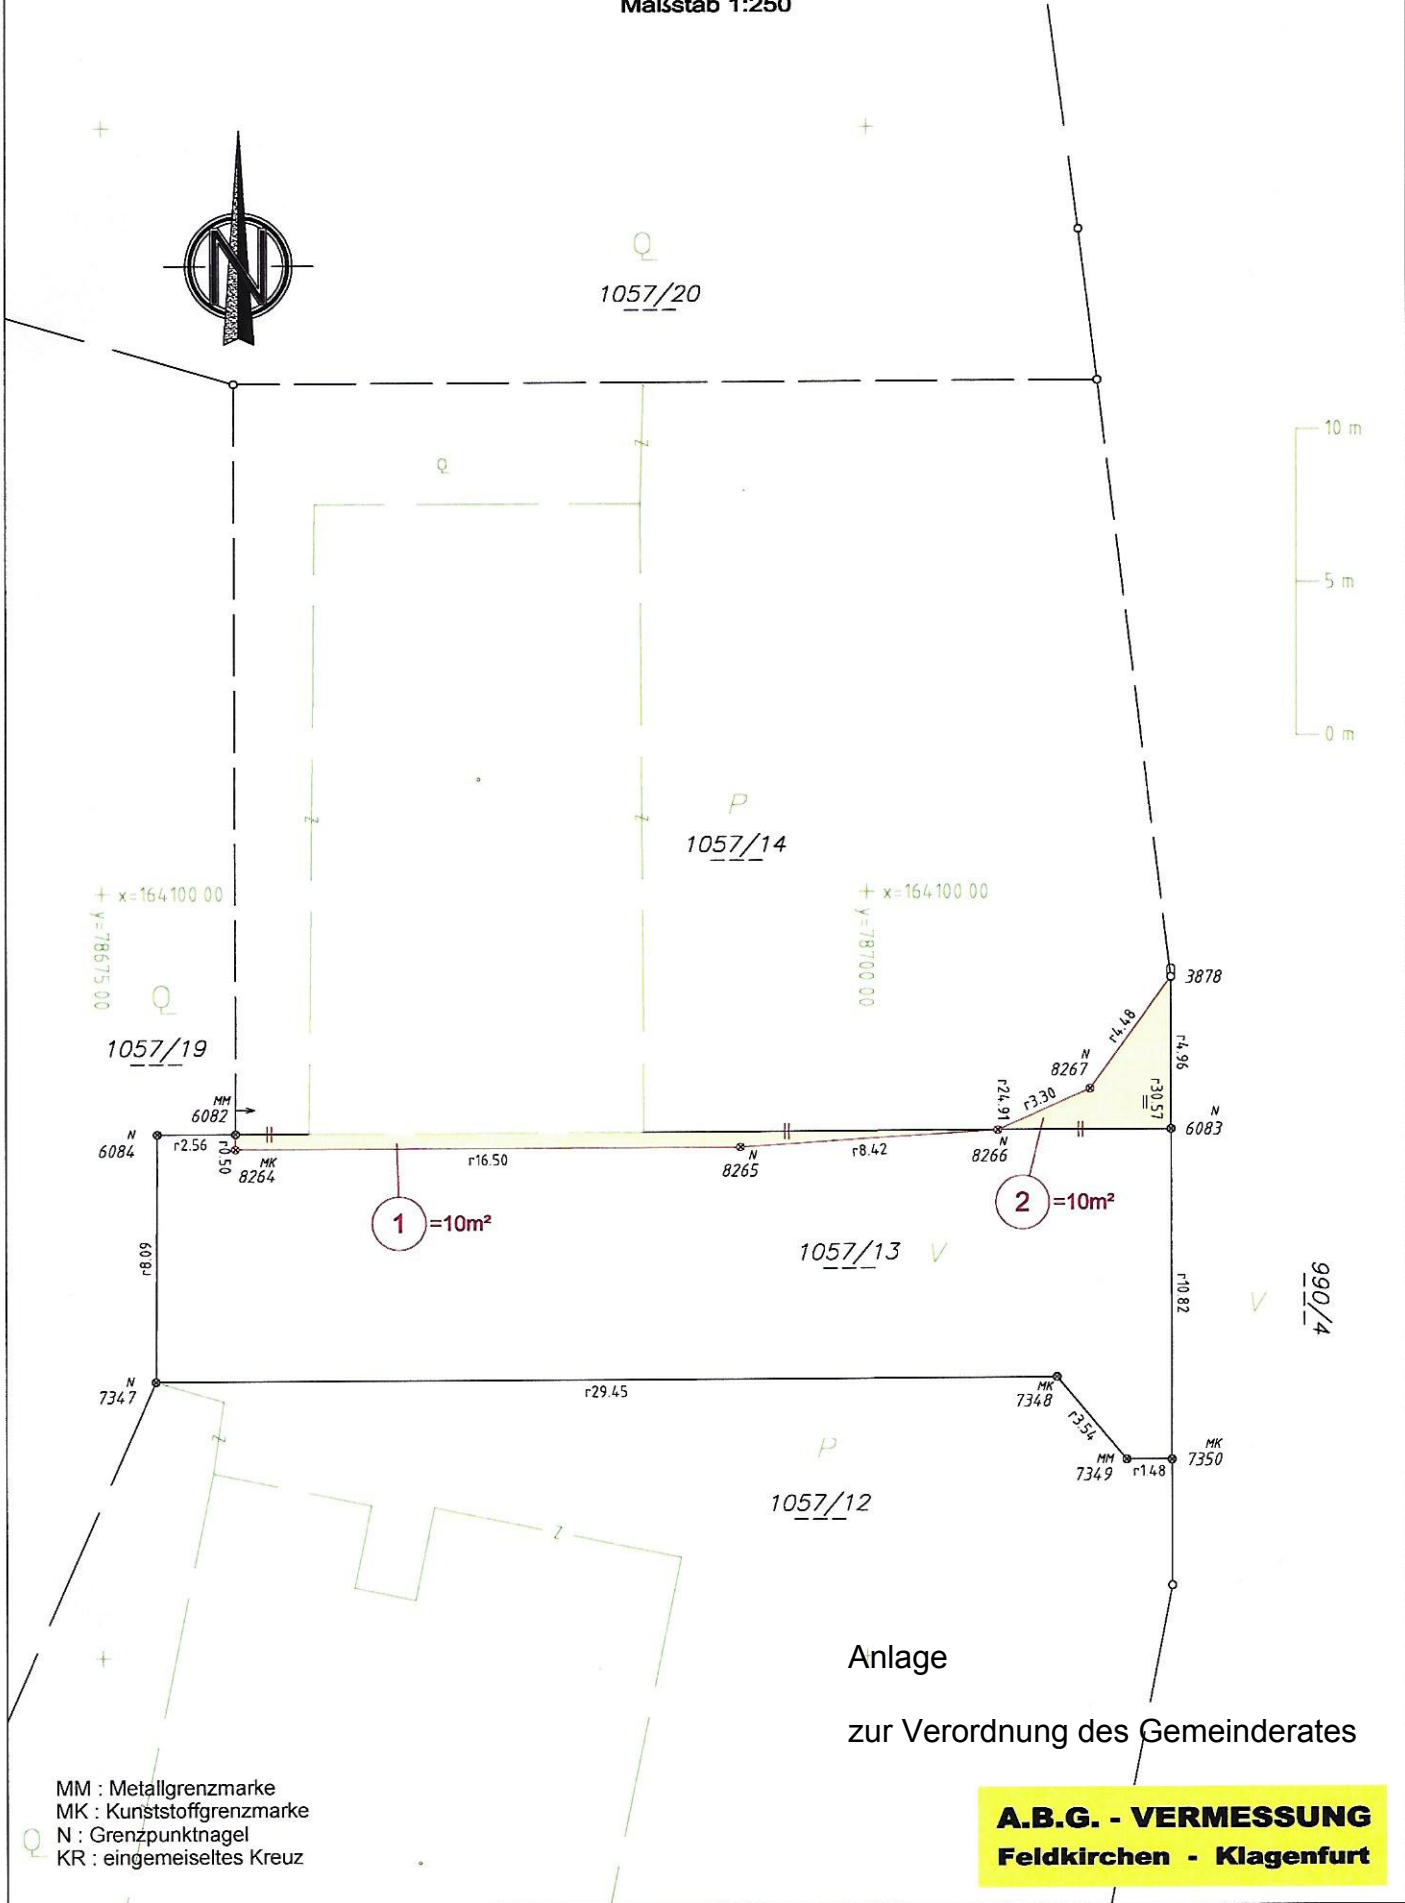 Maßstab 1:250
Q
1057/20
10 m
Q
z
5 m
0 m
P
z
z
1057/14
x=164100 00
x=164100 00
y=78675 00
y=78700 00
3878
Q
r4.48
r4.96
1057/19
N
8267
r30.57
r24.91
r3.30
MM
6082
N
6083
N
6084
r2.56
r0.50
MK
8264
r16.50
N
8265
r8.42
N
8266
1 =10m²
2 =10m²
1057/13 V
r8.09
r10.82
V
990/4
N
7347
r29.45
MK
7348
r3.54
MM
7349
r1.48
MK
7350
z
P
1057/12
z
Anlage
zur Verordnung des Gemeinderates
MM : Metallgrenzmarke
MK : Kunststoffgrenzmarke
N : Grenzpunktnagel
KR : eingemeiseltes Kreuz
Q
A.B.G. - VERMESSUNG
Feldkirchen - Klagenfurt
N